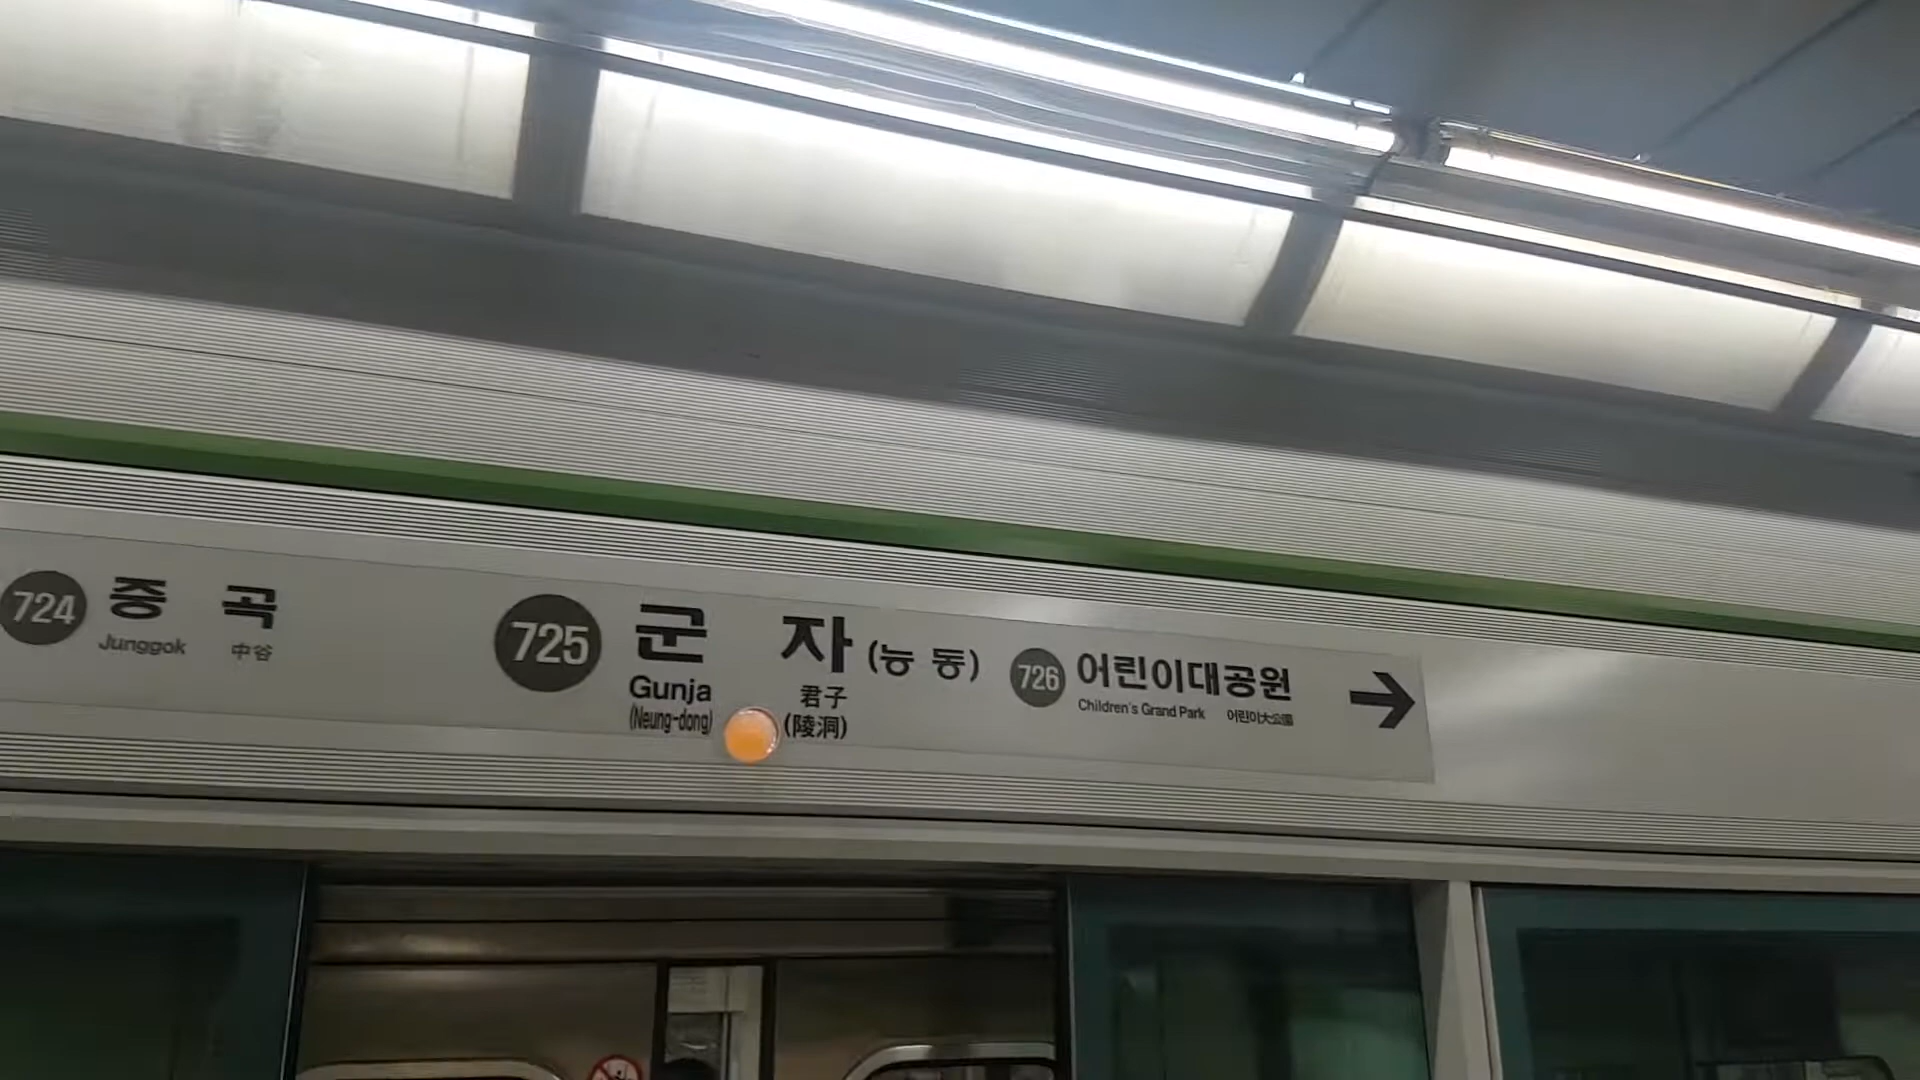 724 증 곡
Junggok 中谷
725 군 자 (능 동)
Gunja 君子
(Neung-dong) (陵洞)
726 어린이대공원
Children's Grand Park 어린이大公園
→